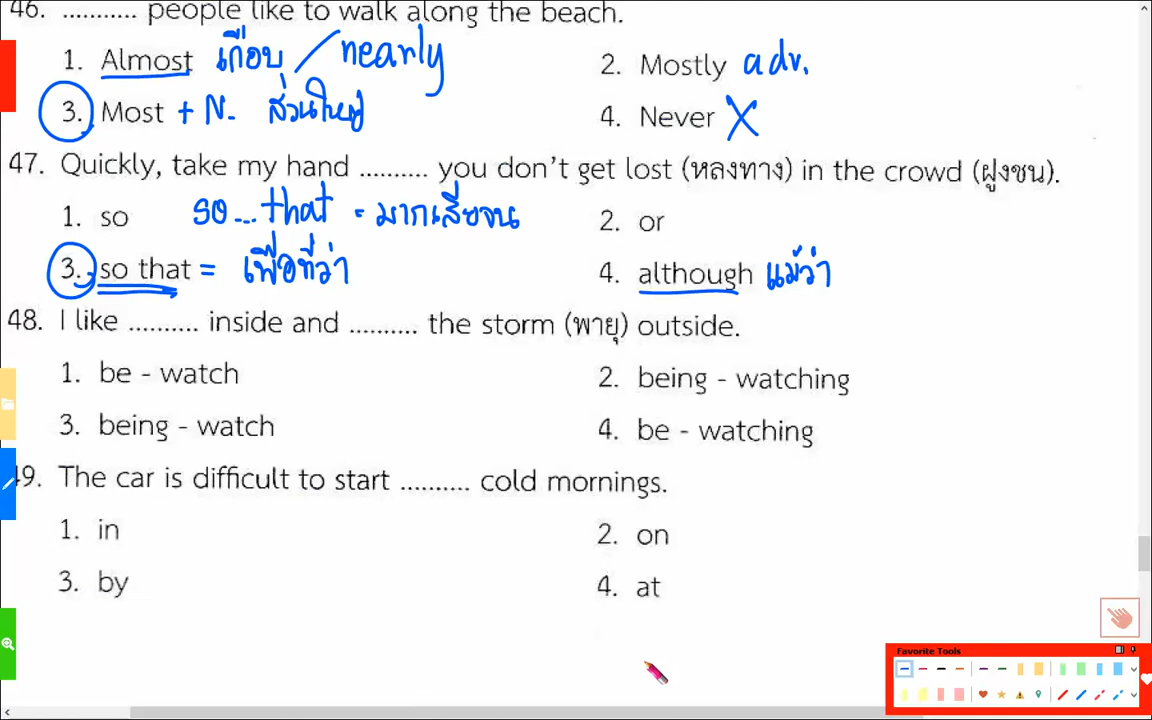 46. ........... people like to walk along the beach.
1. Almost เกือบ / nearly 2. Mostly adv.
3. Most + N. ส่วนใหญ่ 4. Never X
47. Quickly, take my hand .......... you don't get lost (หลงทาง) in the crowd (ฝูงชน).
1. so so...that = มากเสียจน 2. or
3. so that = เพื่อที่ว่า 4. although แม้ว่า
48. I like .......... inside and .......... the storm (พายุ) outside.
1. be - watch 2. being - watching
3. being - watch 4. be - watching
49. The car is difficult to start .......... cold mornings.
1. in 2. on
3. by 4. at
Favorite Tools